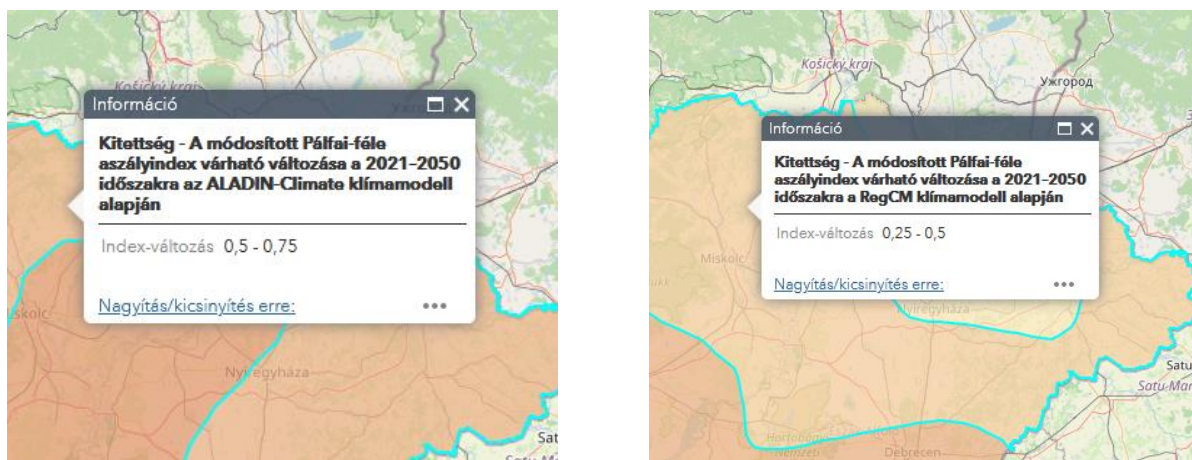 Košický kraj
Információ
Kitettség - A módosított Pálfai-féle
aszályindex várható változása a 2021-2050
időszakra az ALADIN-Climate klímamodell
alapján
Index-változás 0,5 - 0,75
Nagyítás/kicsinyítés erre:
skolc
Nyíregyháza
Sat
Košický kraj
Ужгород
Információ
Kitettség - A módosított Pálfai-féle
aszályindex várható változása a 2021-2050
időszakra a RegCM klímamodell alapján
Index-változás 0,25 - 0,5
Nagyítás/kicsinyítés erre:
Miskolc
Nyíregyháza
Satu
Satu-Mar
Hortobágyi
Nemzeti
Debrecen